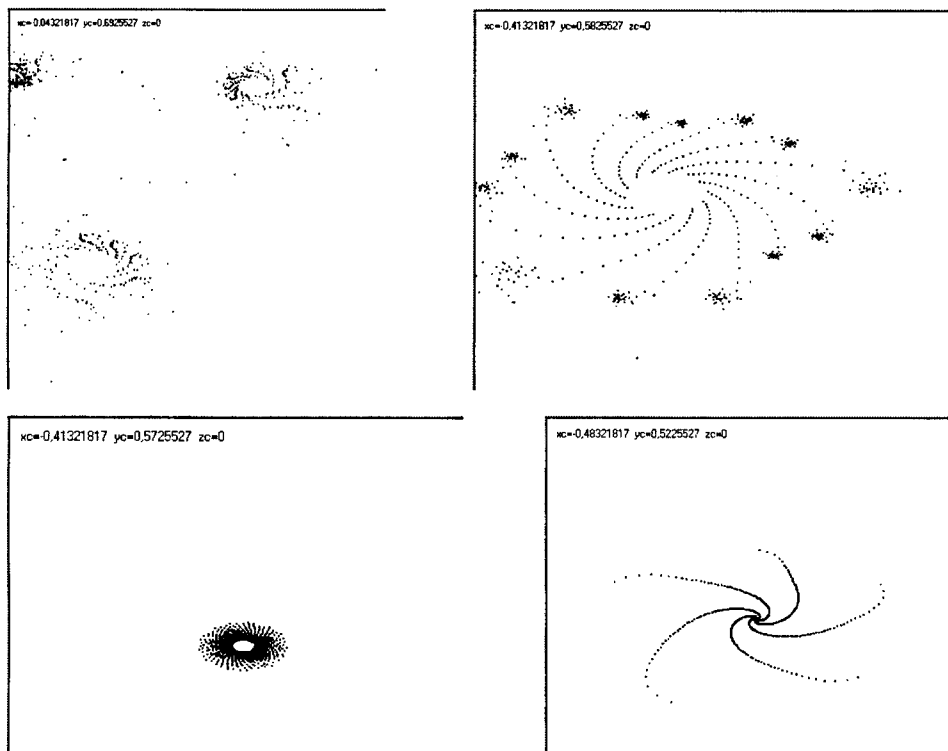 xc=-0,04321817 yc=0,6925527 zc=0
xc=-0,41321817 yc=0,5825527 zc=0
xc=-0,41321817 yc=0,5725527 zc=0
xc=-0,48321817 yc=0,5225527 zc=0